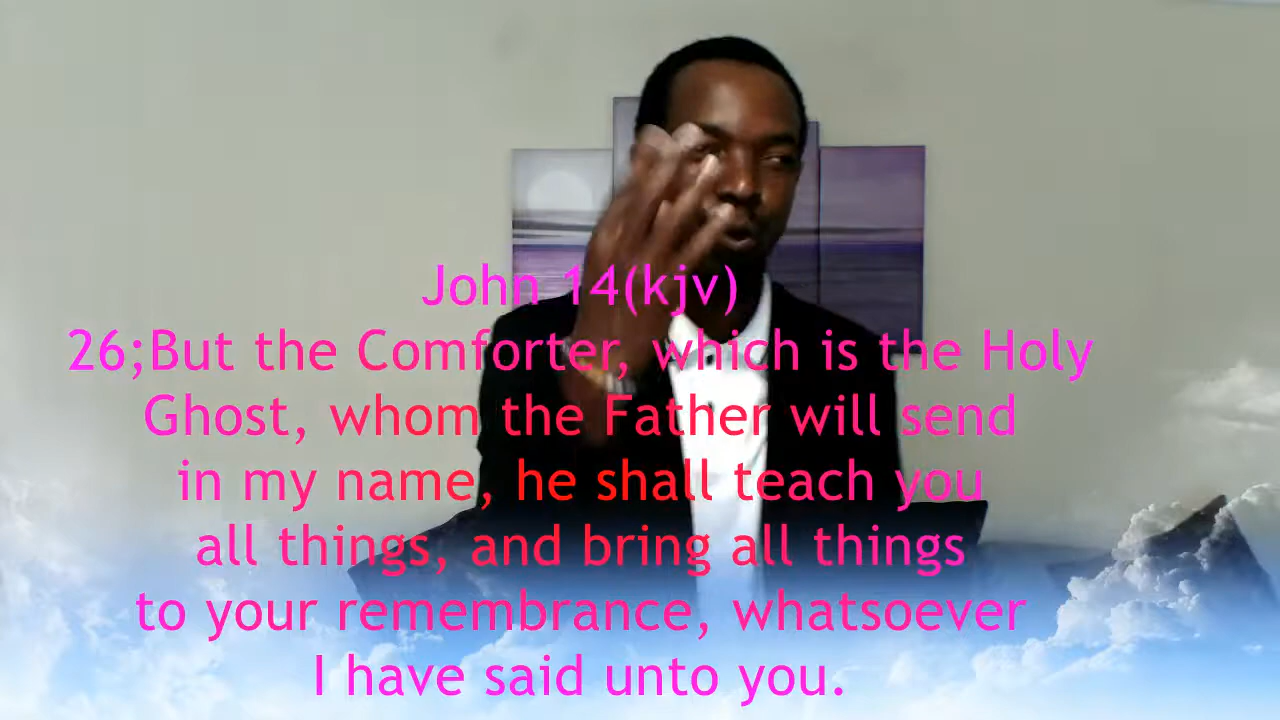 John 14(kjv)
26;But the Comforter, which is the Holy
Ghost, whom the Father will send
in my name, he shall teach you
all things, and bring all things
to your remembrance, whatsoever
I have said unto you.